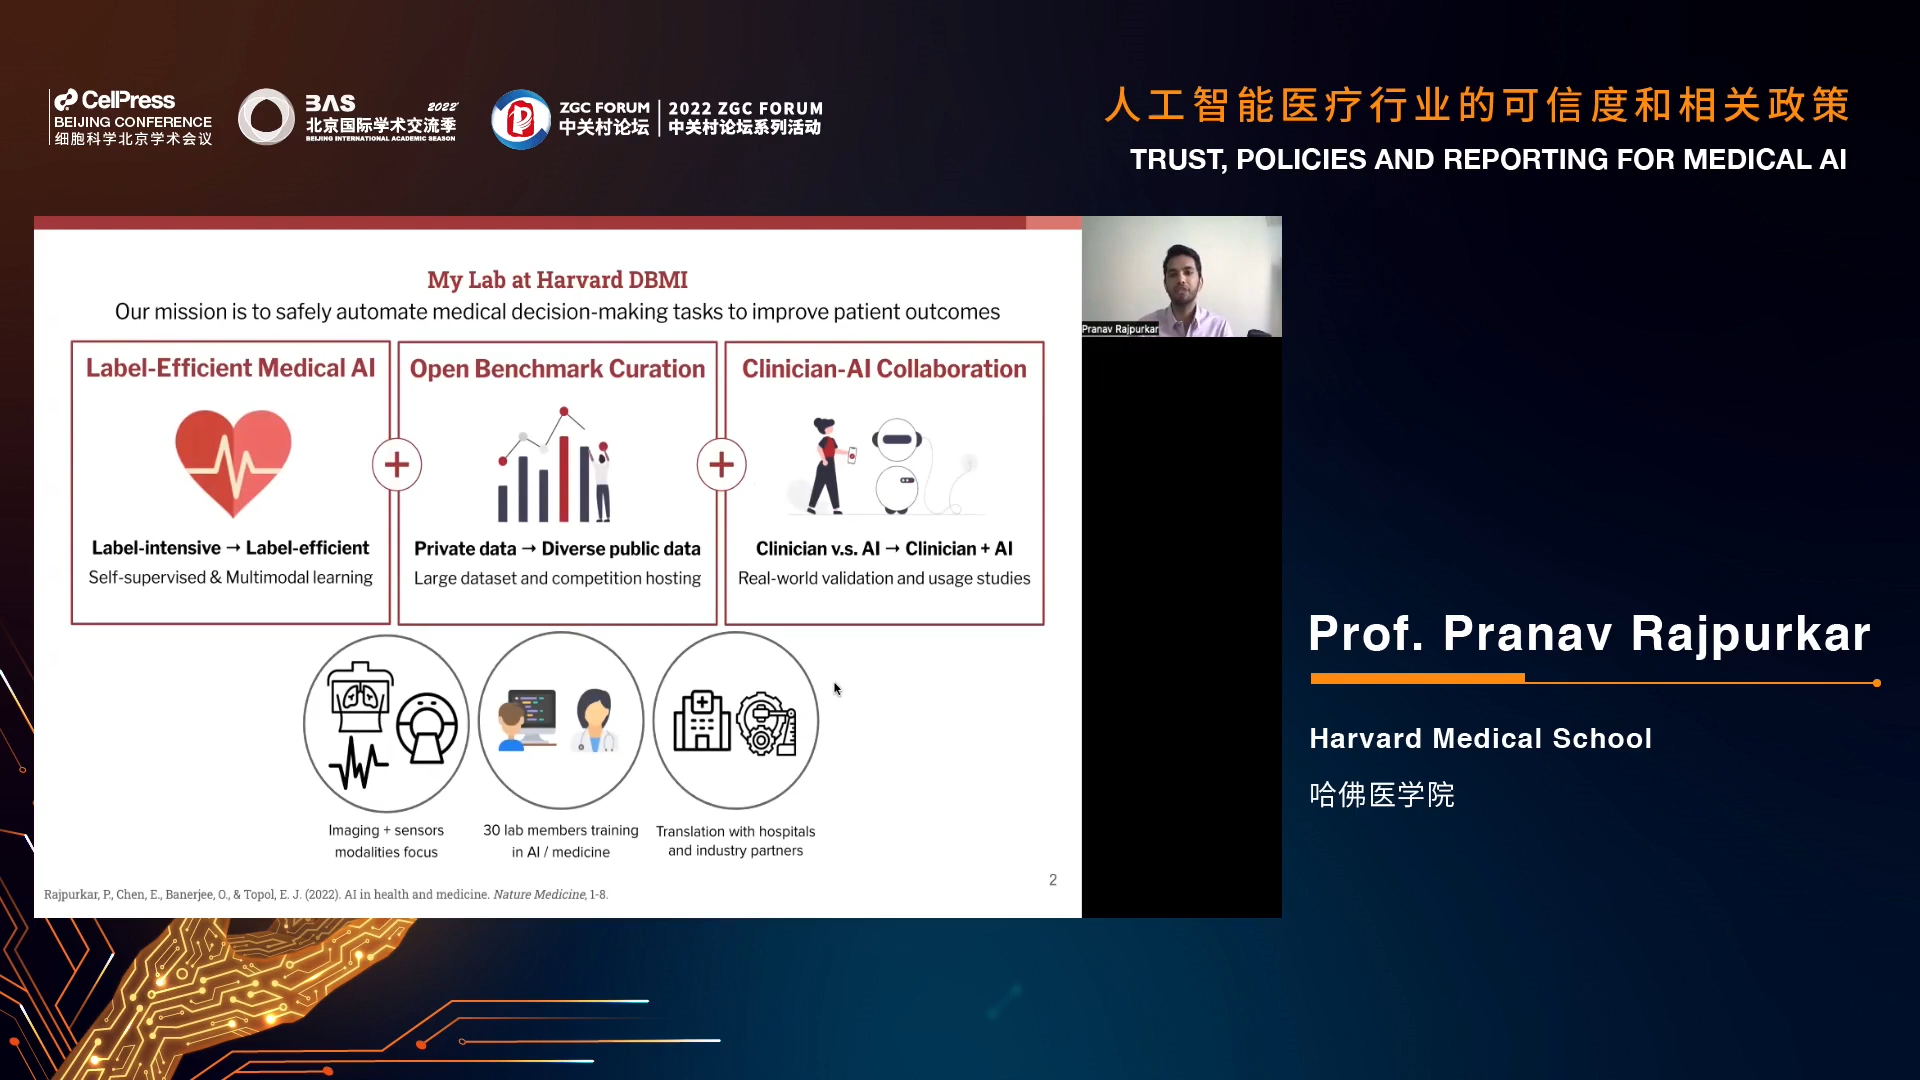 CellPress
BEIJING CONFERENCE
细胞科学北京学术会议
BAS 2022
北京国际学术交流季
BEIJING INTERNATIONAL ACADEMIC SEASON
ZGC FORUM
中关村论坛
2022 ZGC FORUM
中关村论坛系列活动
人工智能医疗行业的可信度和相关政策
TRUST, POLICIES AND REPORTING FOR MEDICAL AI
My Lab at Harvard DBMI
Our mission is to safely automate medical decision-making tasks to improve patient outcomes
Label-Efficient Medical AI
Label-intensive → Label-efficient
Self-supervised & Multimodal learning
Open Benchmark Curation
Private data → Diverse public data
Large dataset and competition hosting
Clinician-AI Collaboration
Clinician v.s. AI → Clinician + AI
Real-world validation and usage studies
Imaging + sensors
modalities focus
30 lab members training
in AI / medicine
Translation with hospitals
and industry partners
2
Rajpurkar, P., Chen, E., Banerjee, O., & Topol, E. J. (2022). AI in health and medicine. Nature Medicine, 1-8.
Pranav Rajpurkar
Prof. Pranav Rajpurkar
Harvard Medical School
哈佛医学院